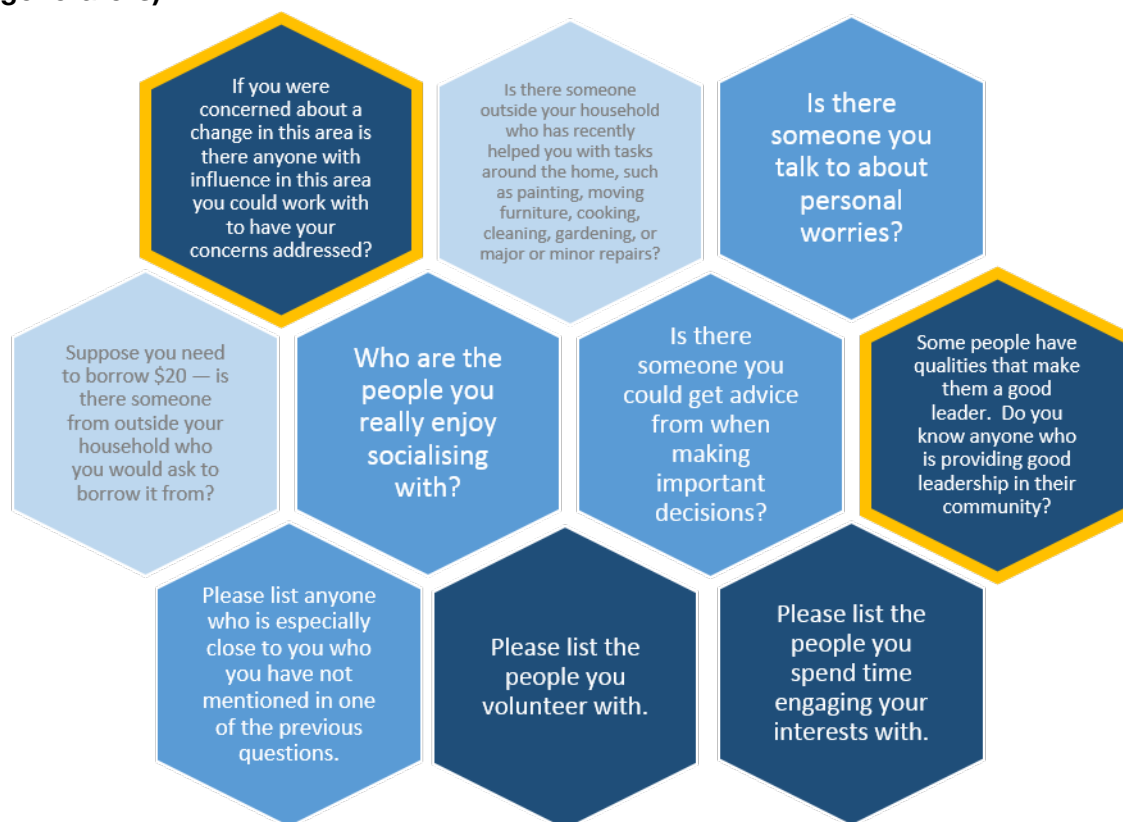 If you were
concerned about a
change in this area is
there anyone with
influence in this area
you could work with
to have your
concerns addressed?
Is there someone
outside your household
who has recently
helped you with tasks
around the home, such
as painting, moving
furniture, cooking,
cleaning, gardening, or
major or minor repairs?
Is there
someone you
talk to about
personal
worries?
Suppose you need
to borrow $20 — is
there someone
from outside your
household who
you would ask to
borrow it from?
Who are the
people you
really enjoy
socialising
with?
Is there
someone you
could get advice
from when
making
important
decisions?
Some people have
qualities that make
them a good
leader.  Do you
know anyone who
is providing good
leadership in their
community?
Please list anyone
who is especially
close to you who
you have not
mentioned in one
of the previous
questions.
Please list the
people you
volunteer with.
Please list the
people you
spend time
engaging your
interests with.